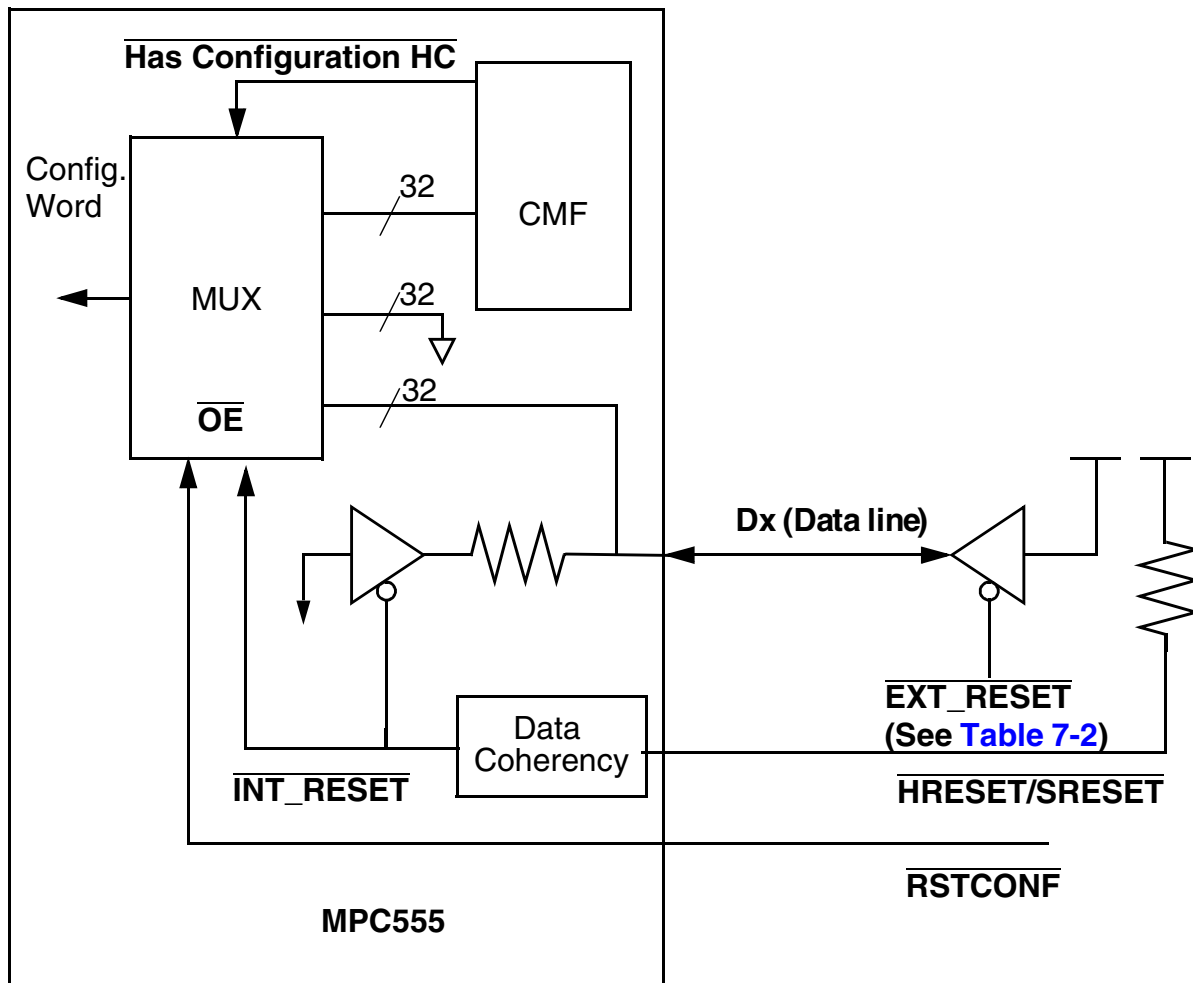 Has Configuration HC
Config.
Word
32
CMF
MUX
32
32
OE
Dx (Data line)
EXT_RESET
(See Table 7-2)
Data
Coherency
INT_RESET
HRESET/SRESET
RSTCONF
MPC555